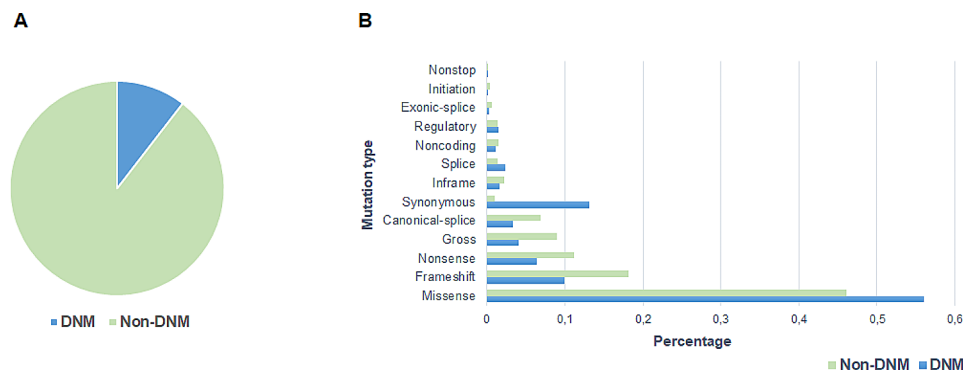 A
DNM Non-DNM
B
Mutation type
Nonstop
Initiation
Exonic-splice
Regulatory
Noncoding
Splice
Inframe
Synonymous
Canonical-splice
Gross
Nonsense
Frameshift
Missense
0 0,1 0,2 0,3 0,4 0,5 0,6
Percentage
Non-DNM DNM